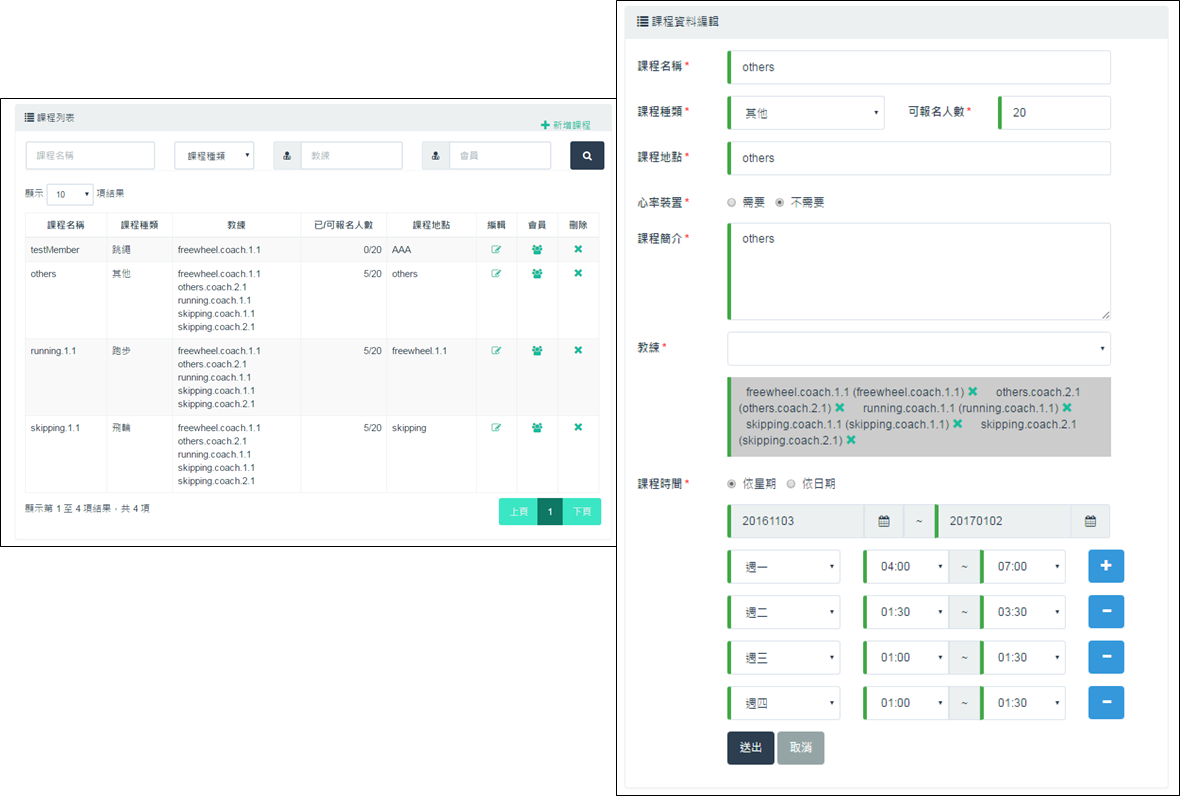 課程列表
新增課程
課程名稱 課程種類 教練 會員
顯示 10 項結果
課程名稱 課程種類 教練 已/可報名人數 課程地點 編輯 會員 刪除
testMember 跳繩 freewheel.coach.1.1 0/20 AAA
others 其他 freewheel.coach.1.1 5/20 others
others.coach.2.1
running.coach.1.1
skipping.coach.1.1
skipping.coach.2.1
running.1.1 跑步 freewheel.coach.1.1 5/20 freewheel.1.1
others.coach.2.1
running.coach.1.1
skipping.coach.1.1
skipping.coach.2.1
skipping.1.1 飛輪 freewheel.coach.1.1 5/20 skipping
others.coach.2.1
running.coach.1.1
skipping.coach.1.1
skipping.coach.2.1
顯示第 1 至 4 項結果，共 4 項
上頁 1 下頁
課程資料編輯
課程名稱* others
課程種類* 其他 可報名人數* 20
課程地點* others
心率裝置* 需要 不需要
課程簡介* others
教練*
freewheel.coach.1.1 (freewheel.coach.1.1) others.coach.2.1
(others.coach.2.1) running.coach.1.1 (running.coach.1.1)
skipping.coach.1.1 (skipping.coach.1.1) skipping.coach.2.1
(skipping.coach.2.1)
課程時間* 依星期 依日期
20161103 ~ 20170102
週一 04:00 ~ 07:00
週二 01:30 ~ 03:30
週三 01:00 ~ 01:30
週四 01:00 ~ 01:30
送出 取消